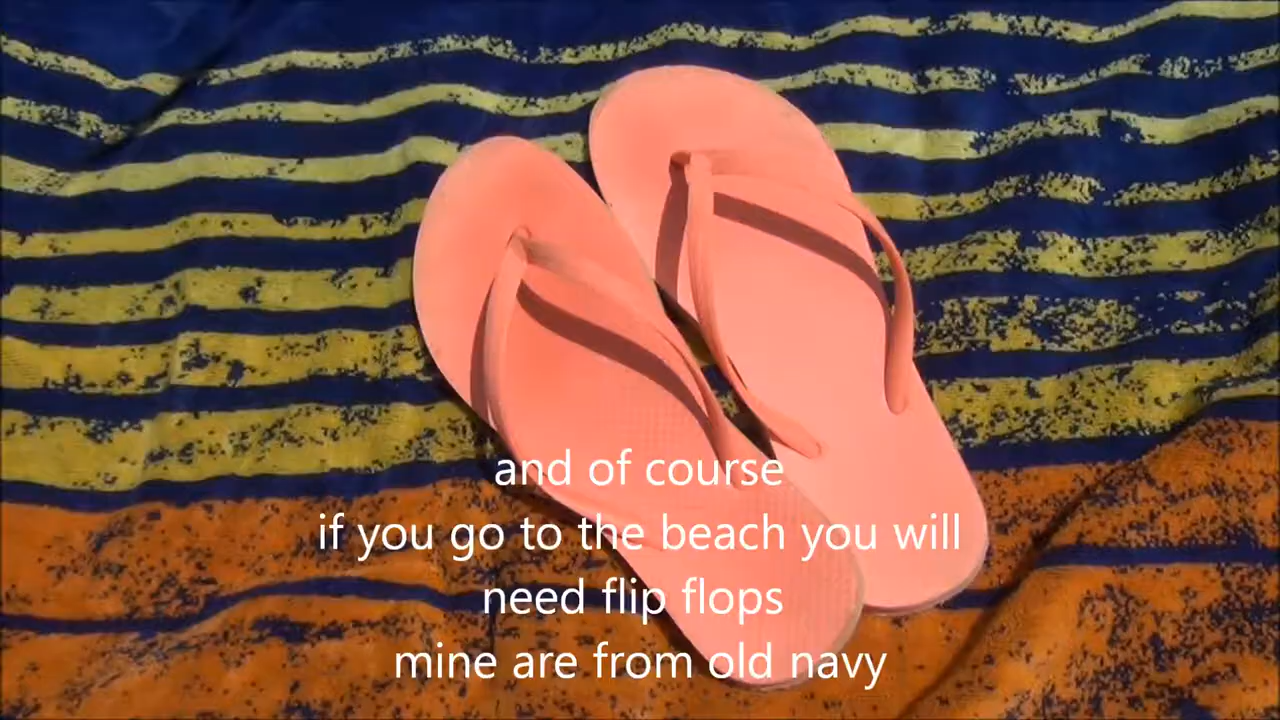 and of course
if you go to the beach you will
need flip flops
mine are from old navy